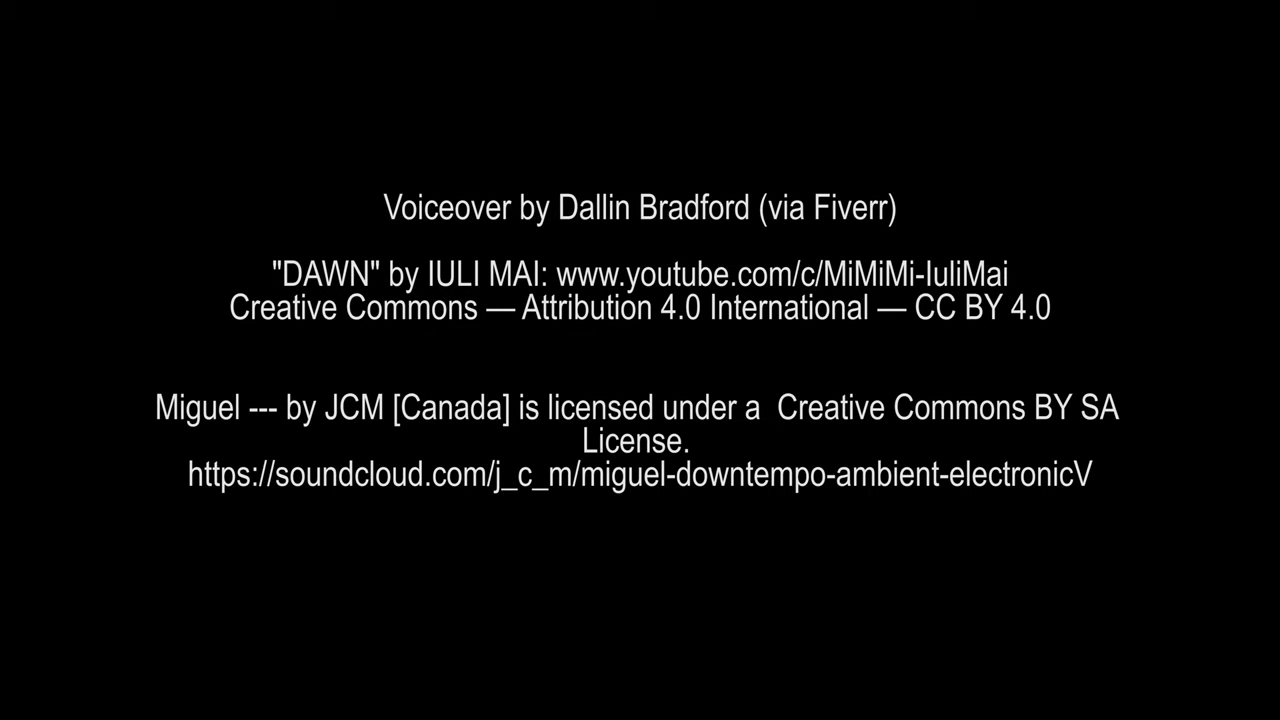 Voiceover by Dallin Bradford (via Fiverr)
"DAWN" by IULI MAI: www.youtube.com/c/MiMiMi-IuliMai
Creative Commons — Attribution 4.0 International — CC BY 4.0
Miguel --- by JCM [Canada] is licensed under a  Creative Commons BY SA
License.
https://soundcloud.com/j_c_m/miguel-downtempo-ambient-electronicV